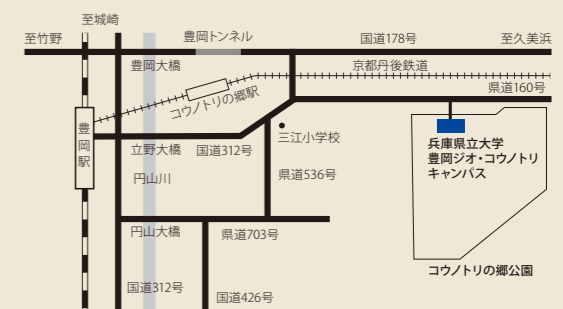 至城崎
至竹野
豊岡トンネル
国道178号
至久美浜
豊岡大橋
京都丹後鉄道
県道160号
コウノトリの郷駅
豊岡駅
三江小学校
立野大橋
国道312号
兵庫県立大学
豊岡ジオ・コウノトリ
キャンパス
円山川
県道536号
円山大橋
県道703号
コウノトリの郷公園
国道312号
国道426号